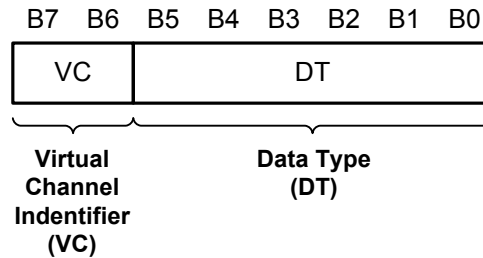 B7 B6 B5 B4 B3 B2 B1 B0
VC DT
Virtual
Channel
Indentifier
(VC)
Data Type
(DT)